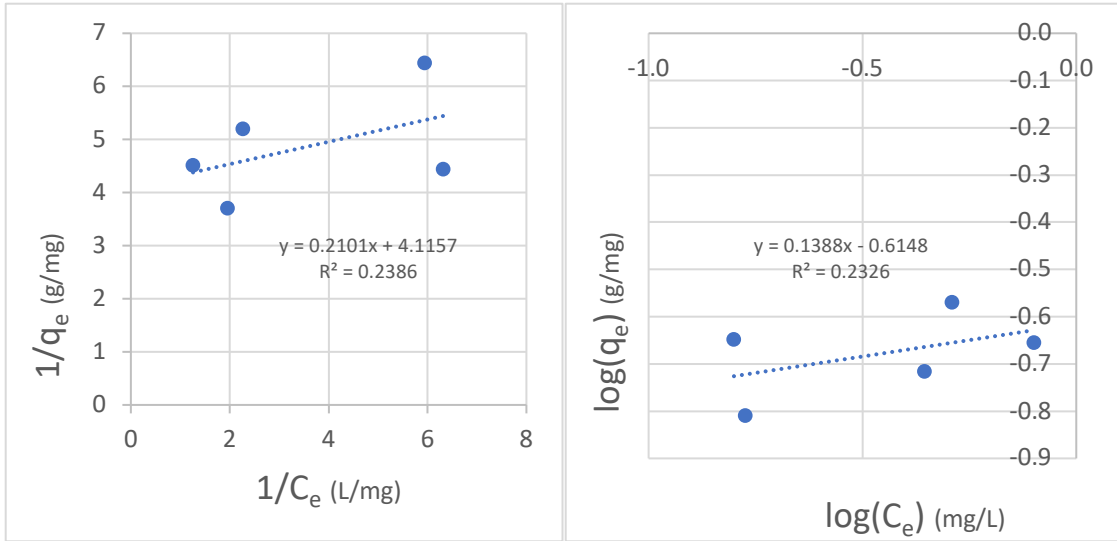 7
6
5
4
3
2
1
0
1/qe (g/mg)
y = 0.2101x + 4.1157
R² = 0.2386
0 2 4 6 8
1/Ce (L/mg)
0.0
-1.0 -0.5 0.0
-0.1
-0.2
-0.3
-0.4
-0.5
-0.6
-0.7
-0.8
-0.9
log(qe) (g/mg)
y = 0.1388x - 0.6148
R² = 0.2326
log(Ce) (mg/L)